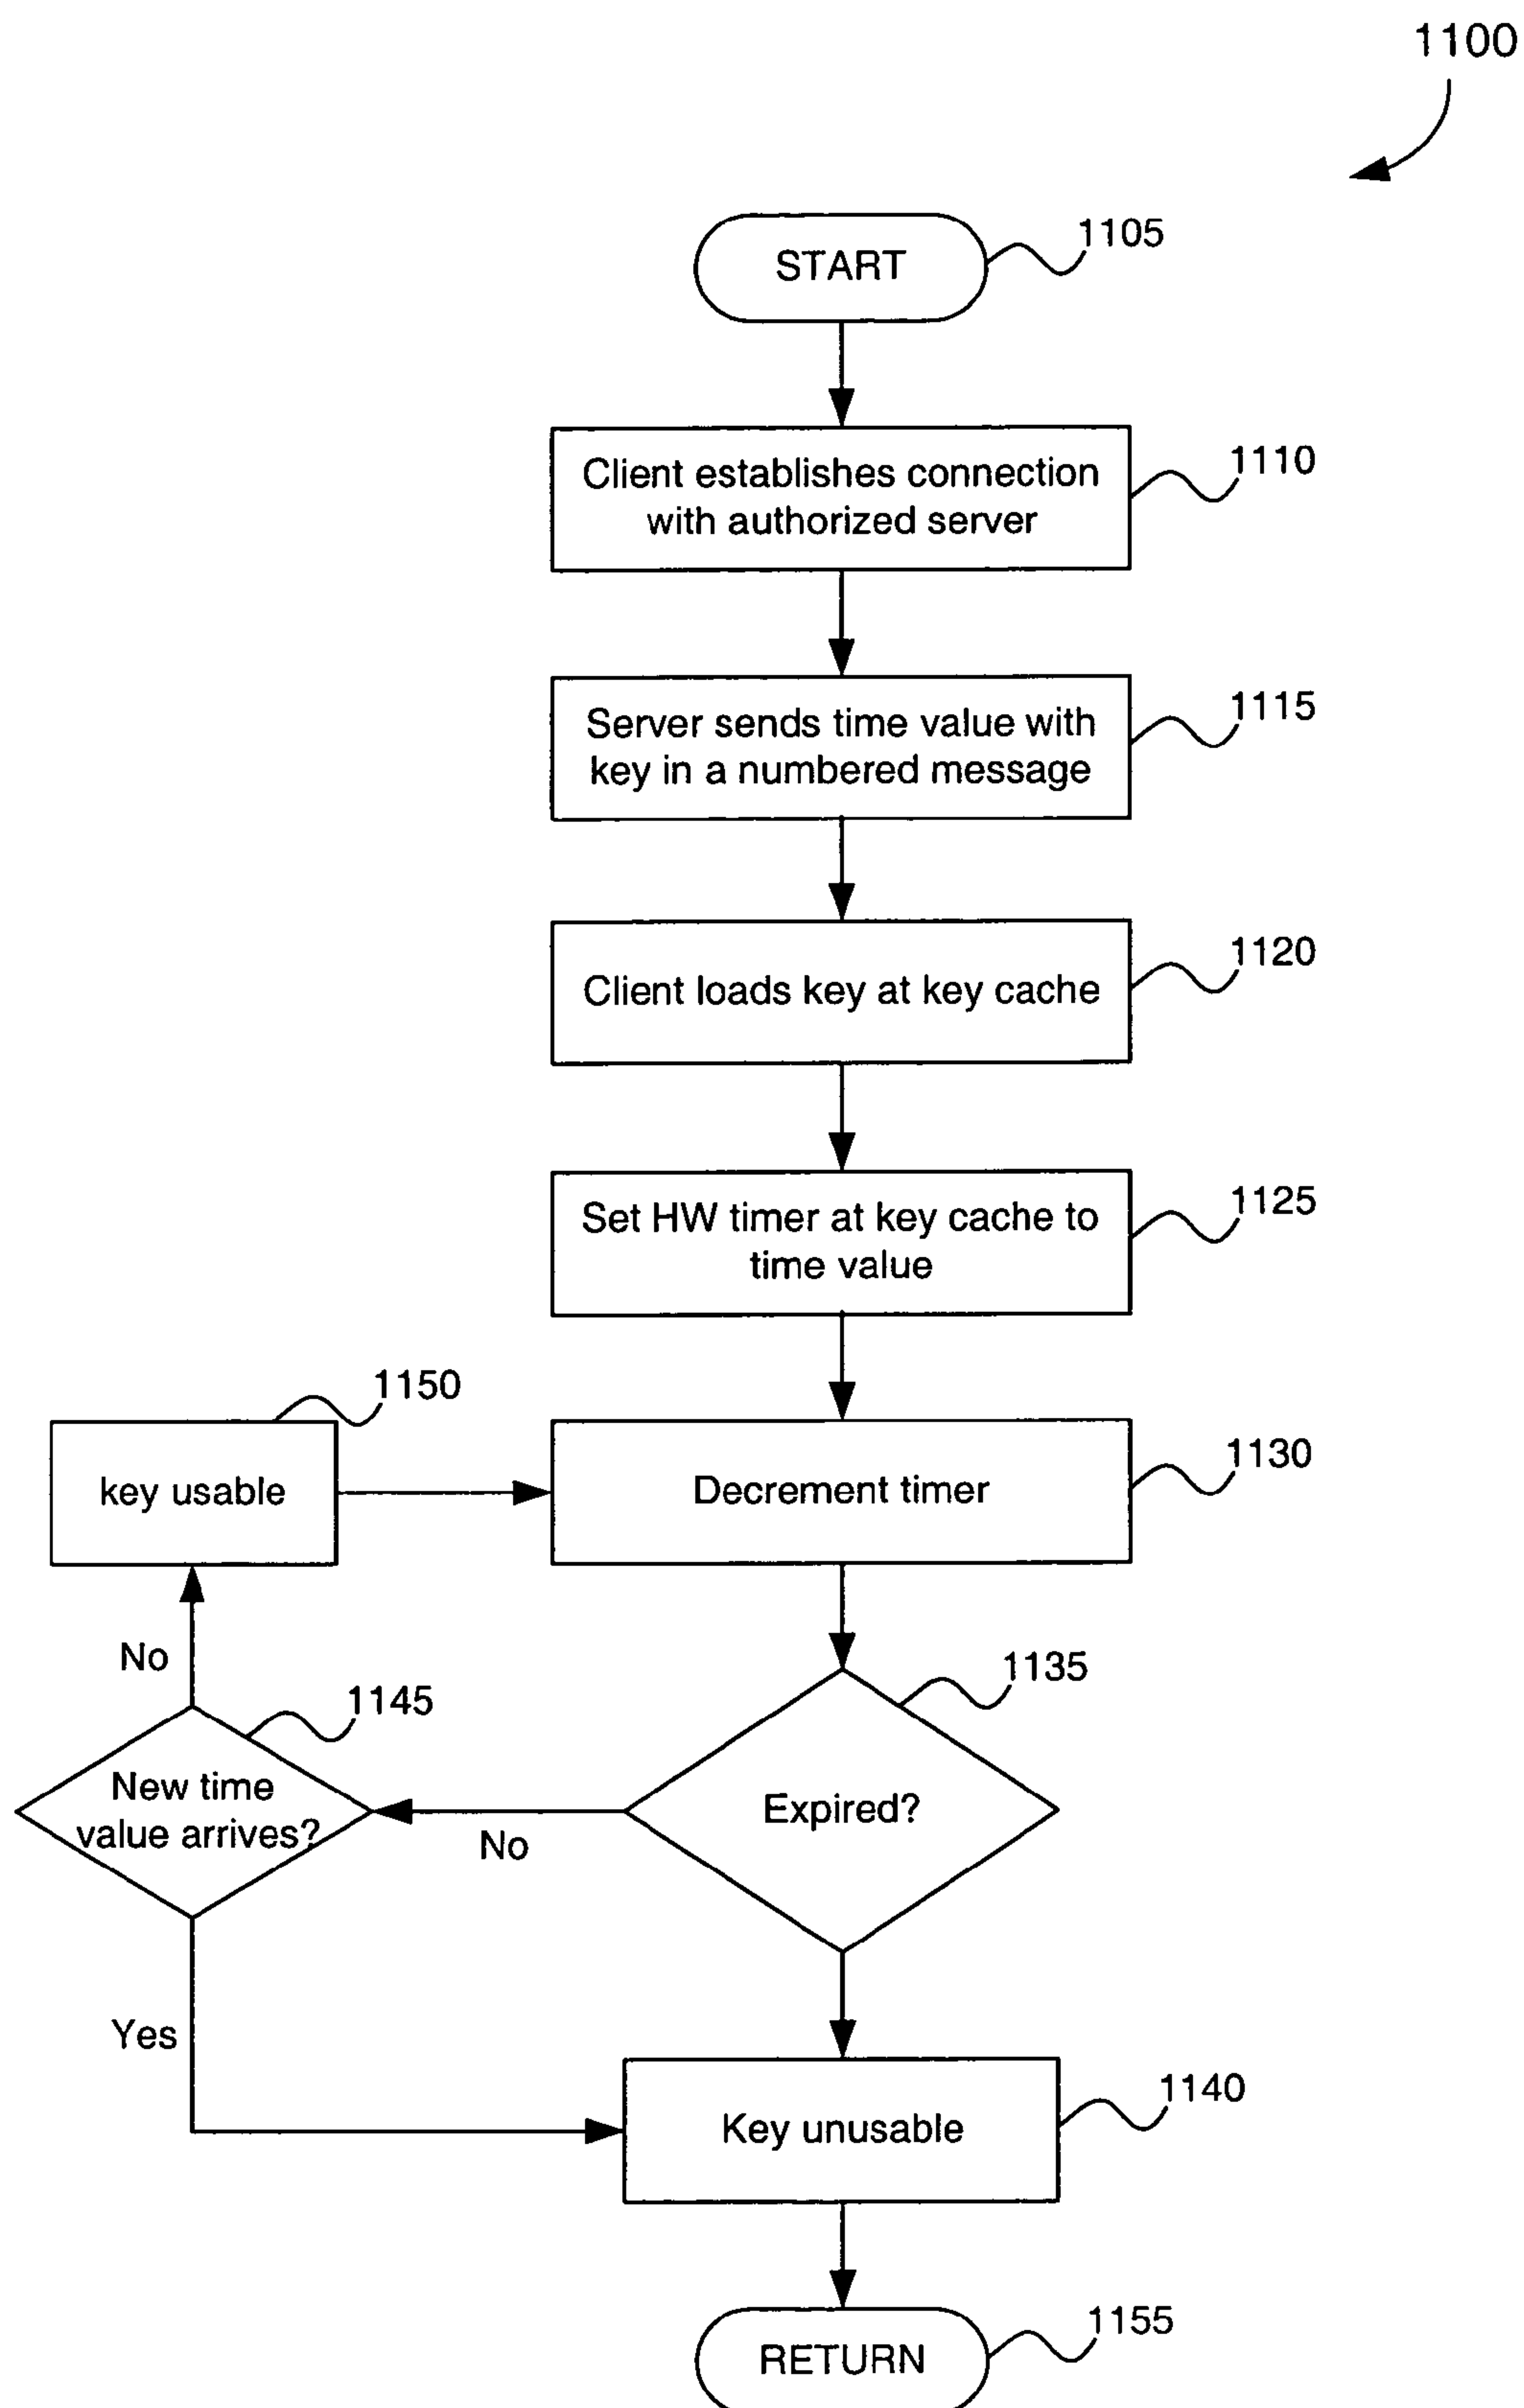 1100
START
1105
Client establishes connection
with authorized server
1110
Server sends time value with
key in a numbered message
1115
Client loads key at key cache
1120
Set HW timer at key cache to
time value
1125
1150
key usable
Decrement timer
1130
No
1135
1145
New time
value arrives?
Expired?
No
Yes
1140
Key unusable
1155
RETURN